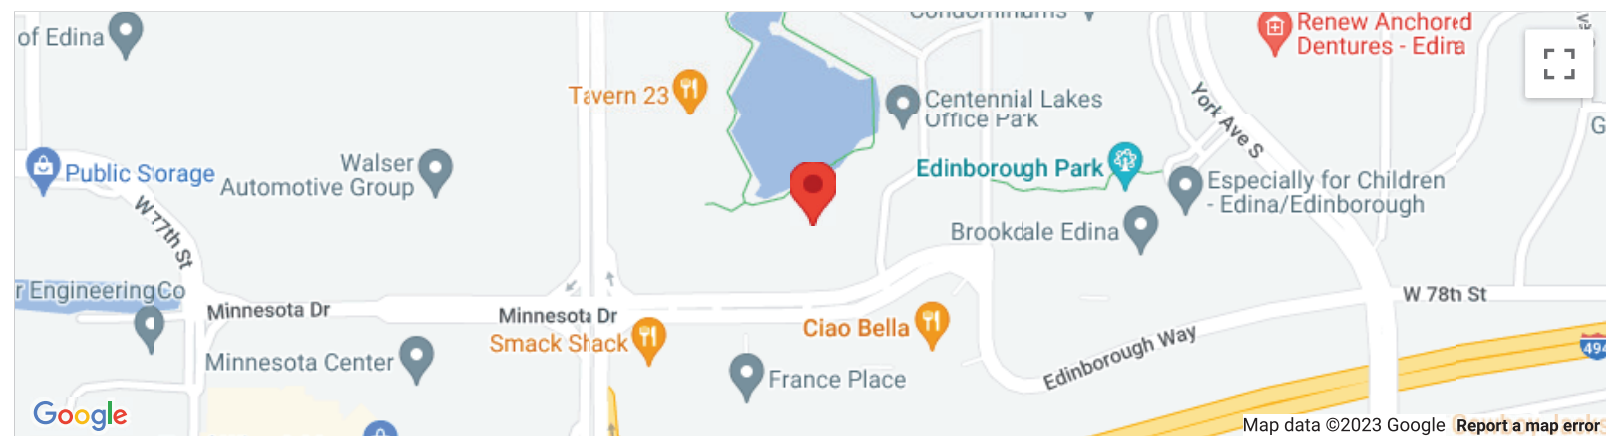 of Edina
Condominiums
Renew Anchored
Dentures - Edina
Tavern 23
Centennial Lakes
Office Park
York Ave S
G
Public Sorage
Walser
Automotive Group
Edinborough Park
Especially for Children
- Edina/Edinborough
W 77th St
Brookdale Edina
r EngineeringCo
Minnesota Dr
Minnesota Dr
W 78th St
Smack Shack
Ciao Bella
Edinborough Way
494
Minnesota Center
France Place
Google
Map data ©2023 Google
Report a map error